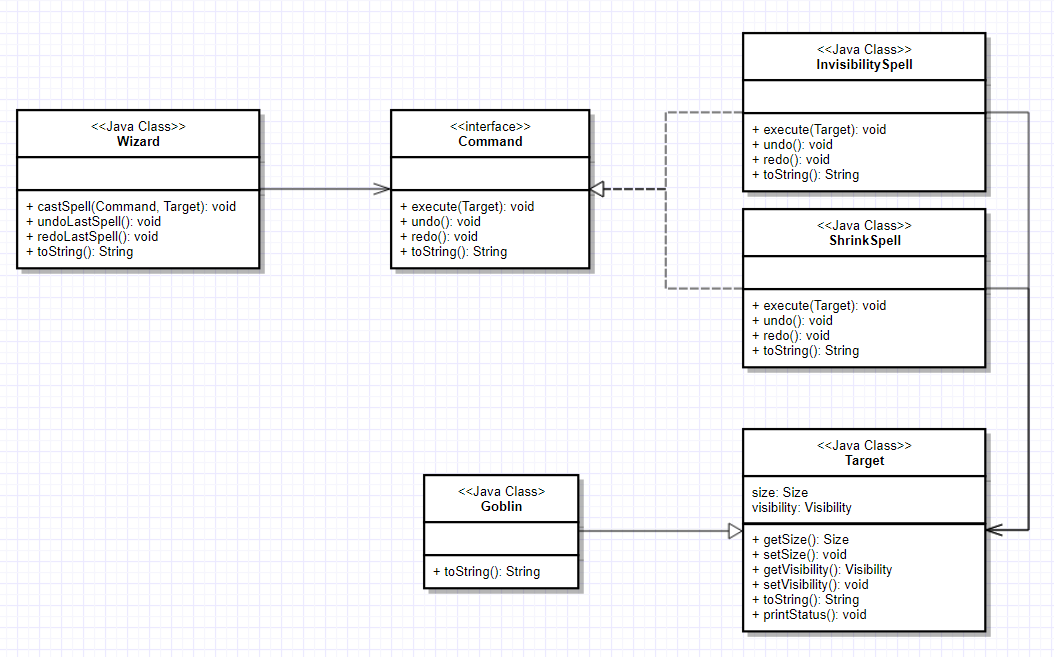 <<Java Class>>
Wizard
+ castSpell(Command, Target): void
+ undoLastSpell(): void
+ redoLastSpell(): void
+ toString(): String
<<interface>>
Command
+ execute(Target): void
+ undo(): void
+ redo(): void
+ toString(): String
<<Java Class>>
InvisibilitySpell
+ execute(Target): void
+ undo(): void
+ redo(): void
+ toString(): String
<<Java Class>>
ShrinkSpell
+ execute(Target): void
+ undo(): void
+ redo(): void
+ toString(): String
<<Java Class>
Goblin
+ toString(): String
<<Java Class>>
Target
size: Size
visibility: Visibility
+ getSize(): Size
+ setSize(): void
+ getVisibility(): Visibility
+ setVisibility(): void
+ toString(): String
+ printStatus(): void